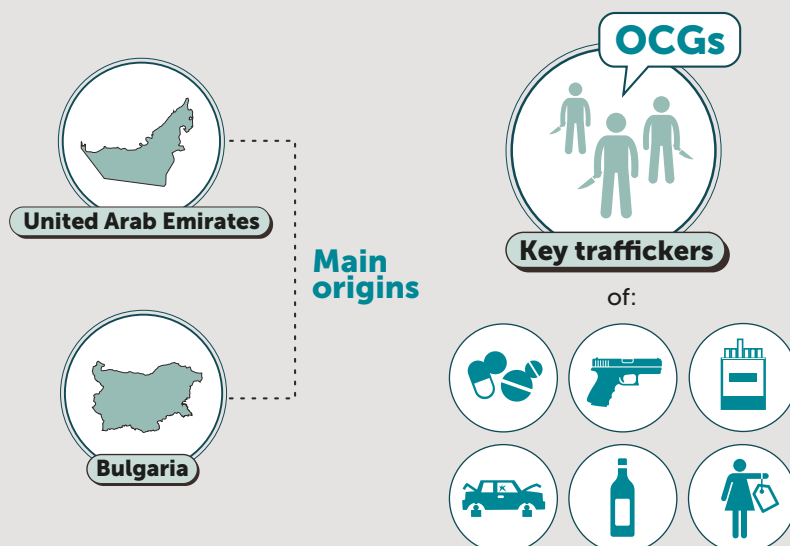 OCGs
United Arab Emirates
Key traffickers
Main
origins
of:
Bulgaria